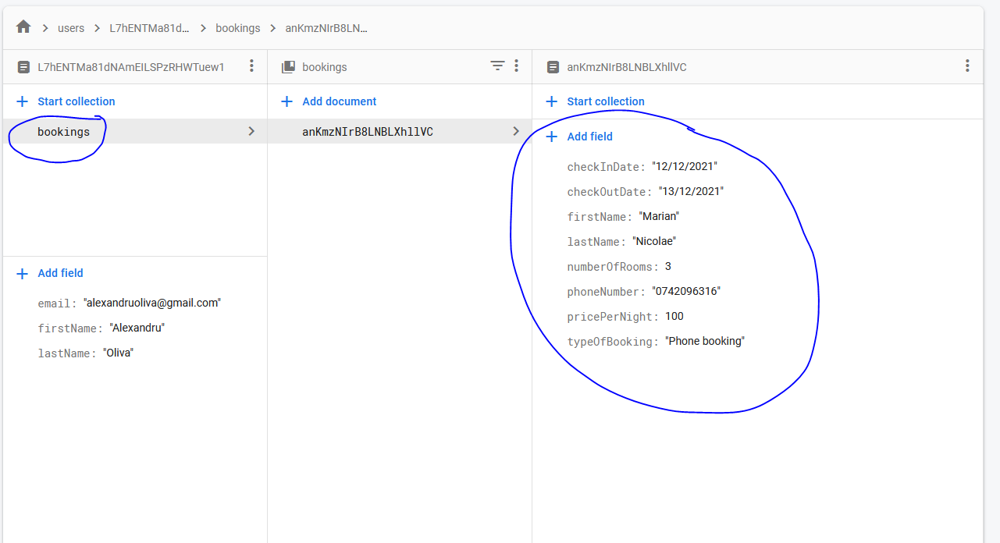 users L7hENTMa81d... bookings anKmzNIrB8LN...
L7hENTMa81dNAmEILSPzRHWTuew1
Start collection
bookings
Add field
email: "alexandruoliva@gmail.com"
firstName: "Alexandru"
lastName: "Oliva"
bookings
Add document
anKmzNIrB8LNBLXhllVC
anKmzNIrB8LNBLXhllVC
Start collection
Add field
checkInDate: "12/12/2021"
checkOutDate: "13/12/2021"
firstName: "Marian"
lastName: "Nicolae"
numberOfRooms: 3
phoneNumber: "0742096316"
pricePerNight: 100
typeOfBooking: "Phone booking"